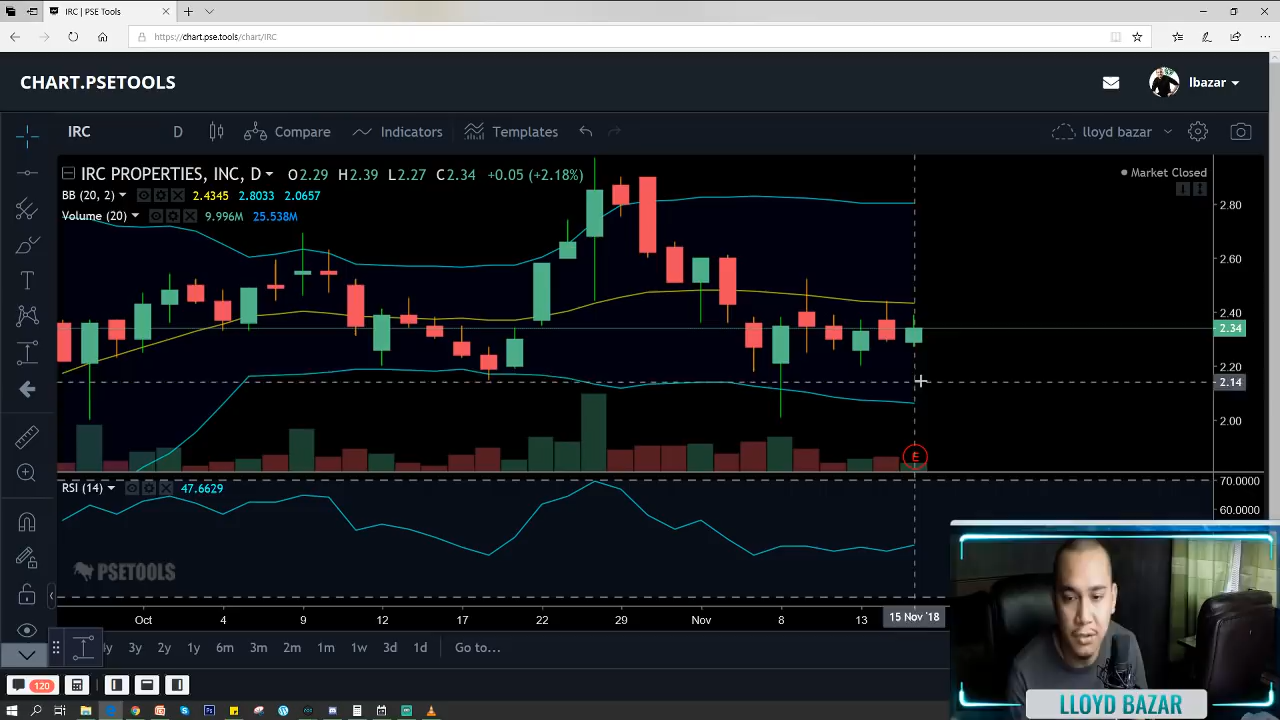 IRC | PSE Tools
https://chart.pse.tools/chart/IRC
CHART.PSETOOLS
lbazar
IRC D Compare Indicators Templates lloyd bazar
IRC PROPERTIES, INC, D O2.29 H2.39 L2.27 C2.34 +0.05 (+2.18%)
Market Closed
BB (20, 2) 2.4345 2.8033 2.0657
Volume (20) 9.996M 25.538M
2.80
2.60
2.40
2.34
2.20
2.14
2.00
E
RSI (14) 47.6629
70.0000
60.0000
PSETOOLS
Oct 4 9 12 17 22 29 Nov 8 13 15 Nov '18
3y 2y 1y 6m 3m 2m 1m 1w 3d 1d Go to...
120
LLOYD BAZAR